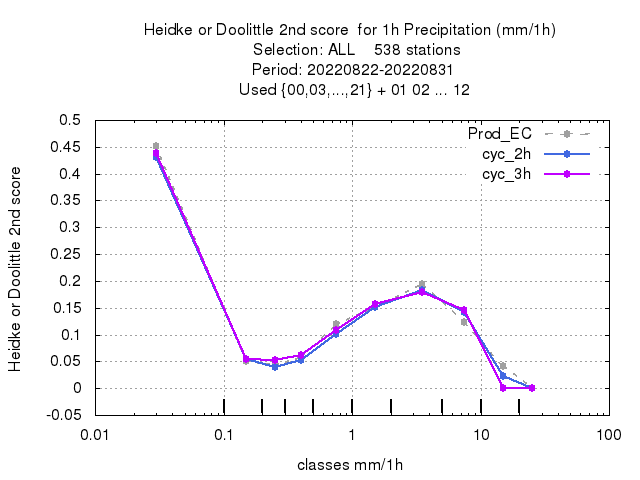 Heidke or Doolittle 2nd score  for 1h Precipitation (mm/1h)
Selection: ALL    538 stations
Period: 20220822-20220831
Used {00,03,...,21} + 01 02 ... 12
Heidke or Doolittle 2nd score
0.5
0.45
0.4
0.35
0.3
0.25
0.2
0.15
0.1
0.05
0
-0.05
Prod_EC
cyc_2h
cyc_3h
0.01 0.1 1 10 100
classes mm/1h